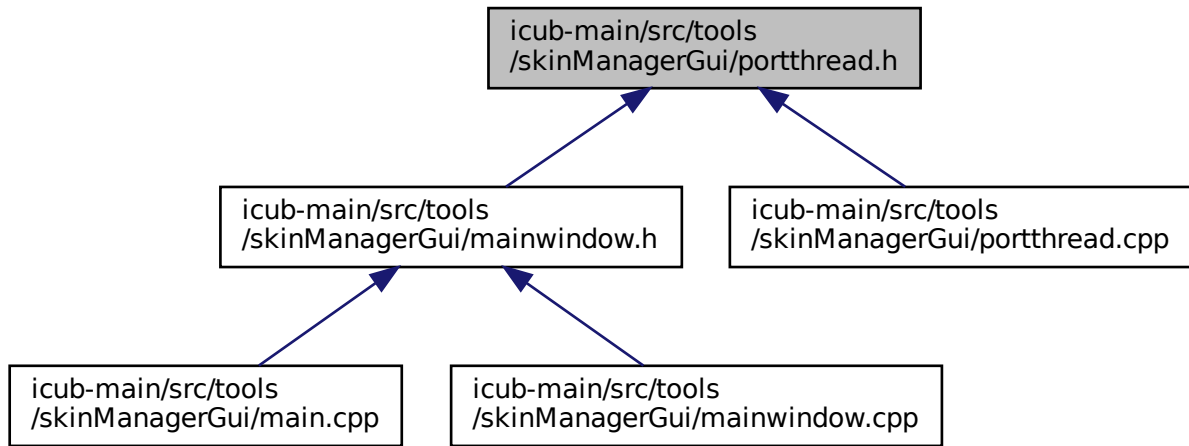 icub-main/src/tools
/skinManagerGui/portthread.h
icub-main/src/tools
/skinManagerGui/mainwindow.h
icub-main/src/tools
/skinManagerGui/portthread.cpp
icub-main/src/tools
/skinManagerGui/main.cpp
icub-main/src/tools
/skinManagerGui/mainwindow.cpp